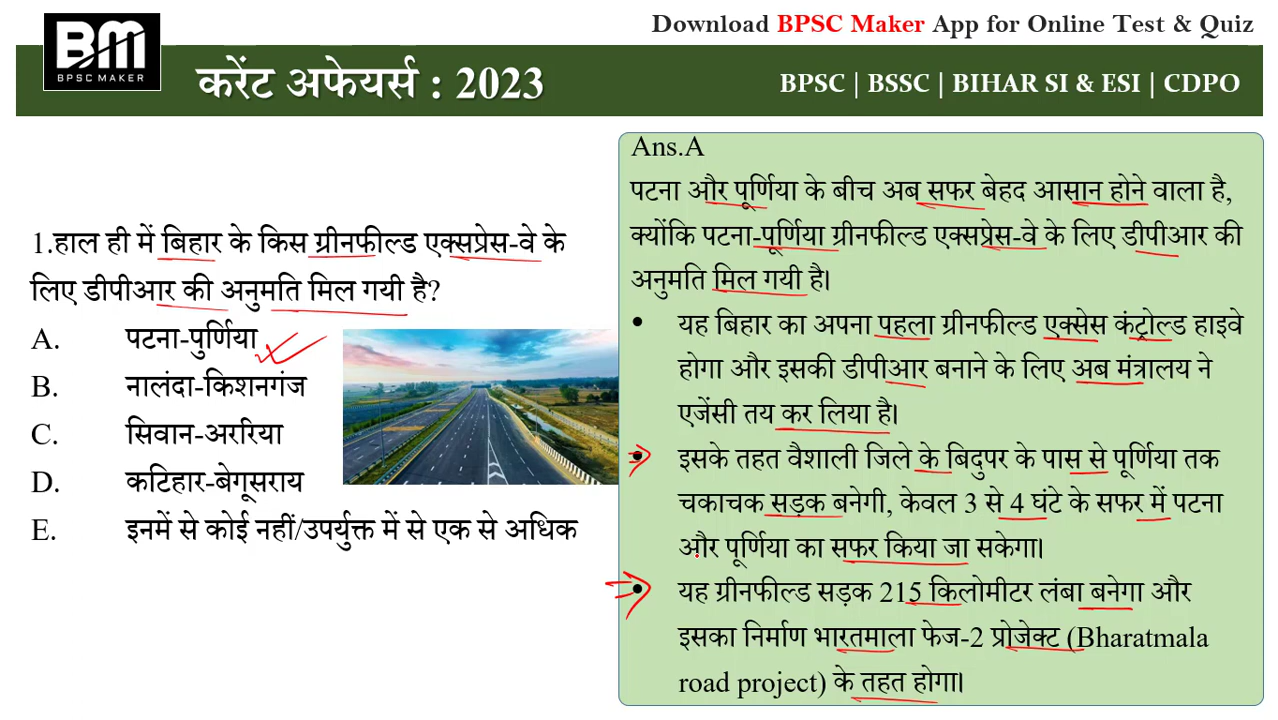 Download BPSC Maker App for Online Test & Quiz
BM
BPSC MAKER
करेंट अफेयर्स : 2023
BPSC | BSSC | BIHAR SI & ESI | CDPO
1.हाल ही में बिहार के किस ग्रीनफील्ड एक्सप्रेस-वे के
लिए डीपीआर की अनुमति मिल गयी है?
A. पटना-पुर्णिया
B. नालंदा-किशनगंज
C. सिवान-अररिया
D. कटिहार-बेगूसराय
E. इनमें से कोई नहीं/उपर्युक्त में से एक से अधिक
Ans.A
पटना और पूर्णिया के बीच अब सफर बेहद आसान होने वाला है,
क्योंकि पटना-पूर्णिया ग्रीनफील्ड एक्सप्रेस-वे के लिए डीपीआर की
अनुमति मिल गयी है।
• यह बिहार का अपना पहला ग्रीनफील्ड एक्सेस कंट्रोल्ड हाइवे
होगा और इसकी डीपीआर बनाने के लिए अब मंत्रालय ने
एजेंसी तय कर लिया है।
• इसके तहत वैशाली जिले के बिदुपर के पास से पूर्णिया तक
चकाचक सड़क बनेगी, केवल 3 से 4 घंटे के सफर में पटना
और पूर्णिया का सफर किया जा सकेगा।
• यह ग्रीनफील्ड सड़क 215 किलोमीटर लंबा बनेगा और
इसका निर्माण भारतमाला फेज-2 प्रोजेक्ट (Bharatmala
road project) के तहत होगा।